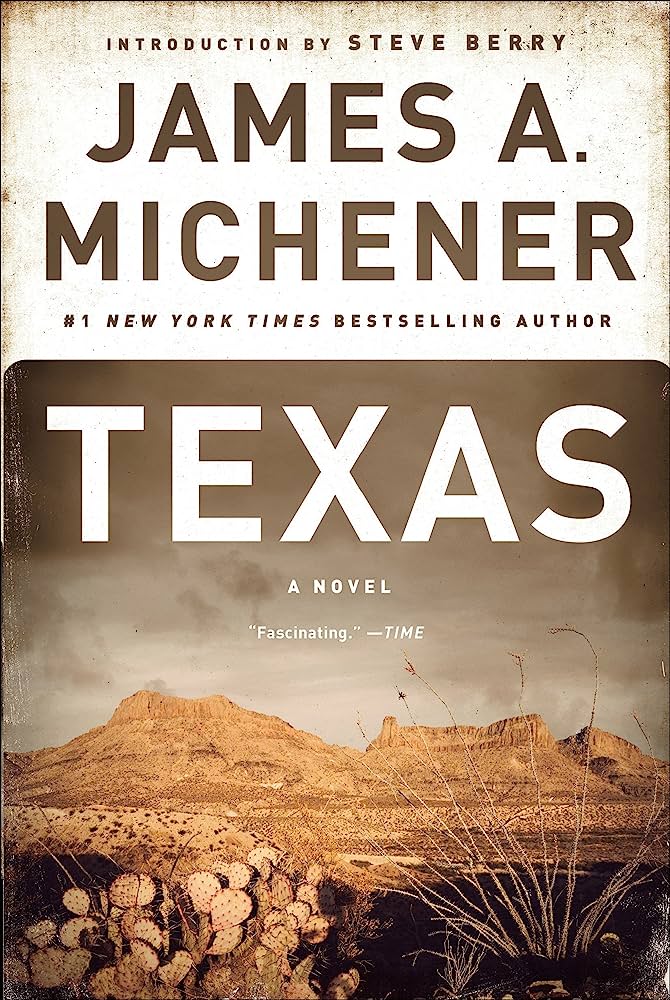 INTRODUCTION BY STEVE BERRY
JAMES A.
MICHENER
#1 NEW YORK TIMES BESTSELLING AUTHOR
TEXAS
A NOVEL
“Fascinating.” —TIME